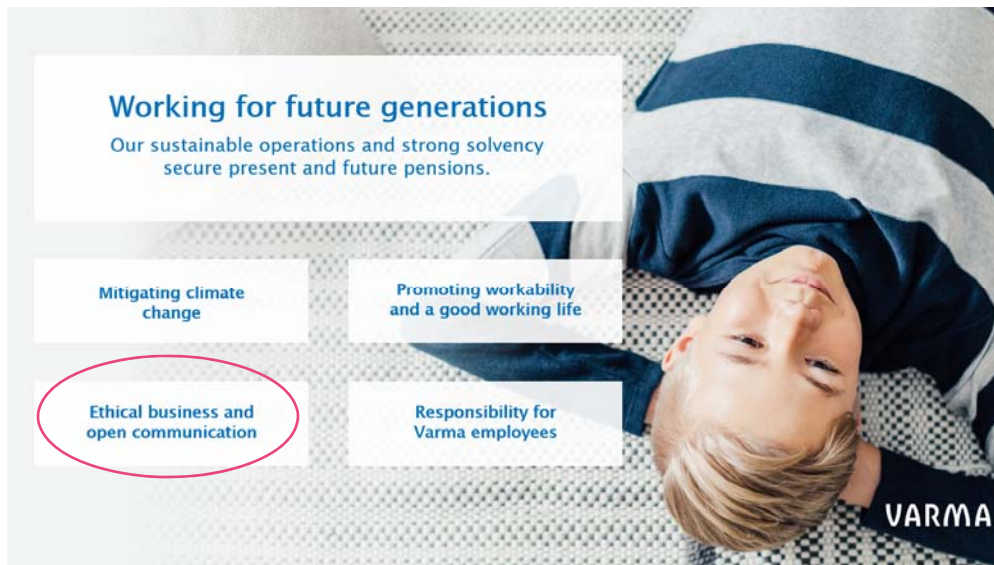 Working for future generations
Our sustainable operations and strong solvency
secure present and future pensions.
Mitigating climate
change
Promoting workability
and a good working life
Ethical business and
open communication
Responsibility for
Varma employees
VARMA